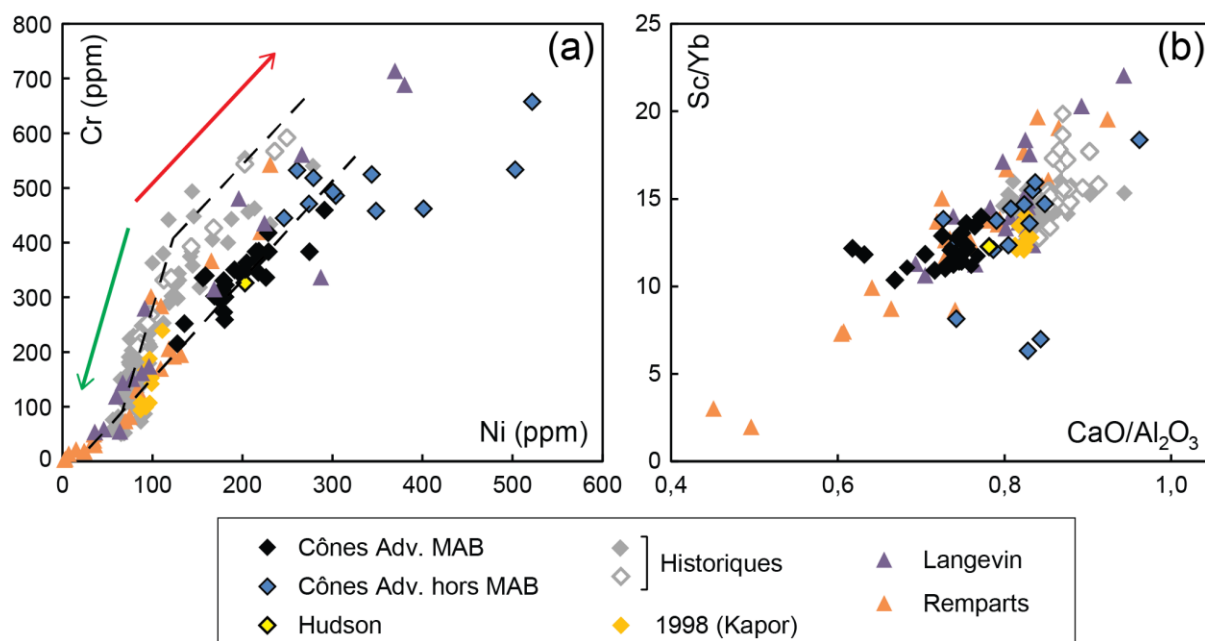 (a)
Cr (ppm)
800
700
600
500
400
300
200
100
0
0 100 200 300 400 500 600
Ni (ppm)
(b)
Sc/Yb
25
20
15
10
5
0
0,4 0,6 0,8 1,0
CaO/Al₂O₃
Cônes Adv. MAB
Cônes Adv. hors MAB
Hudson
Historiques
1998 (Kapor)
Langevin
Remparts